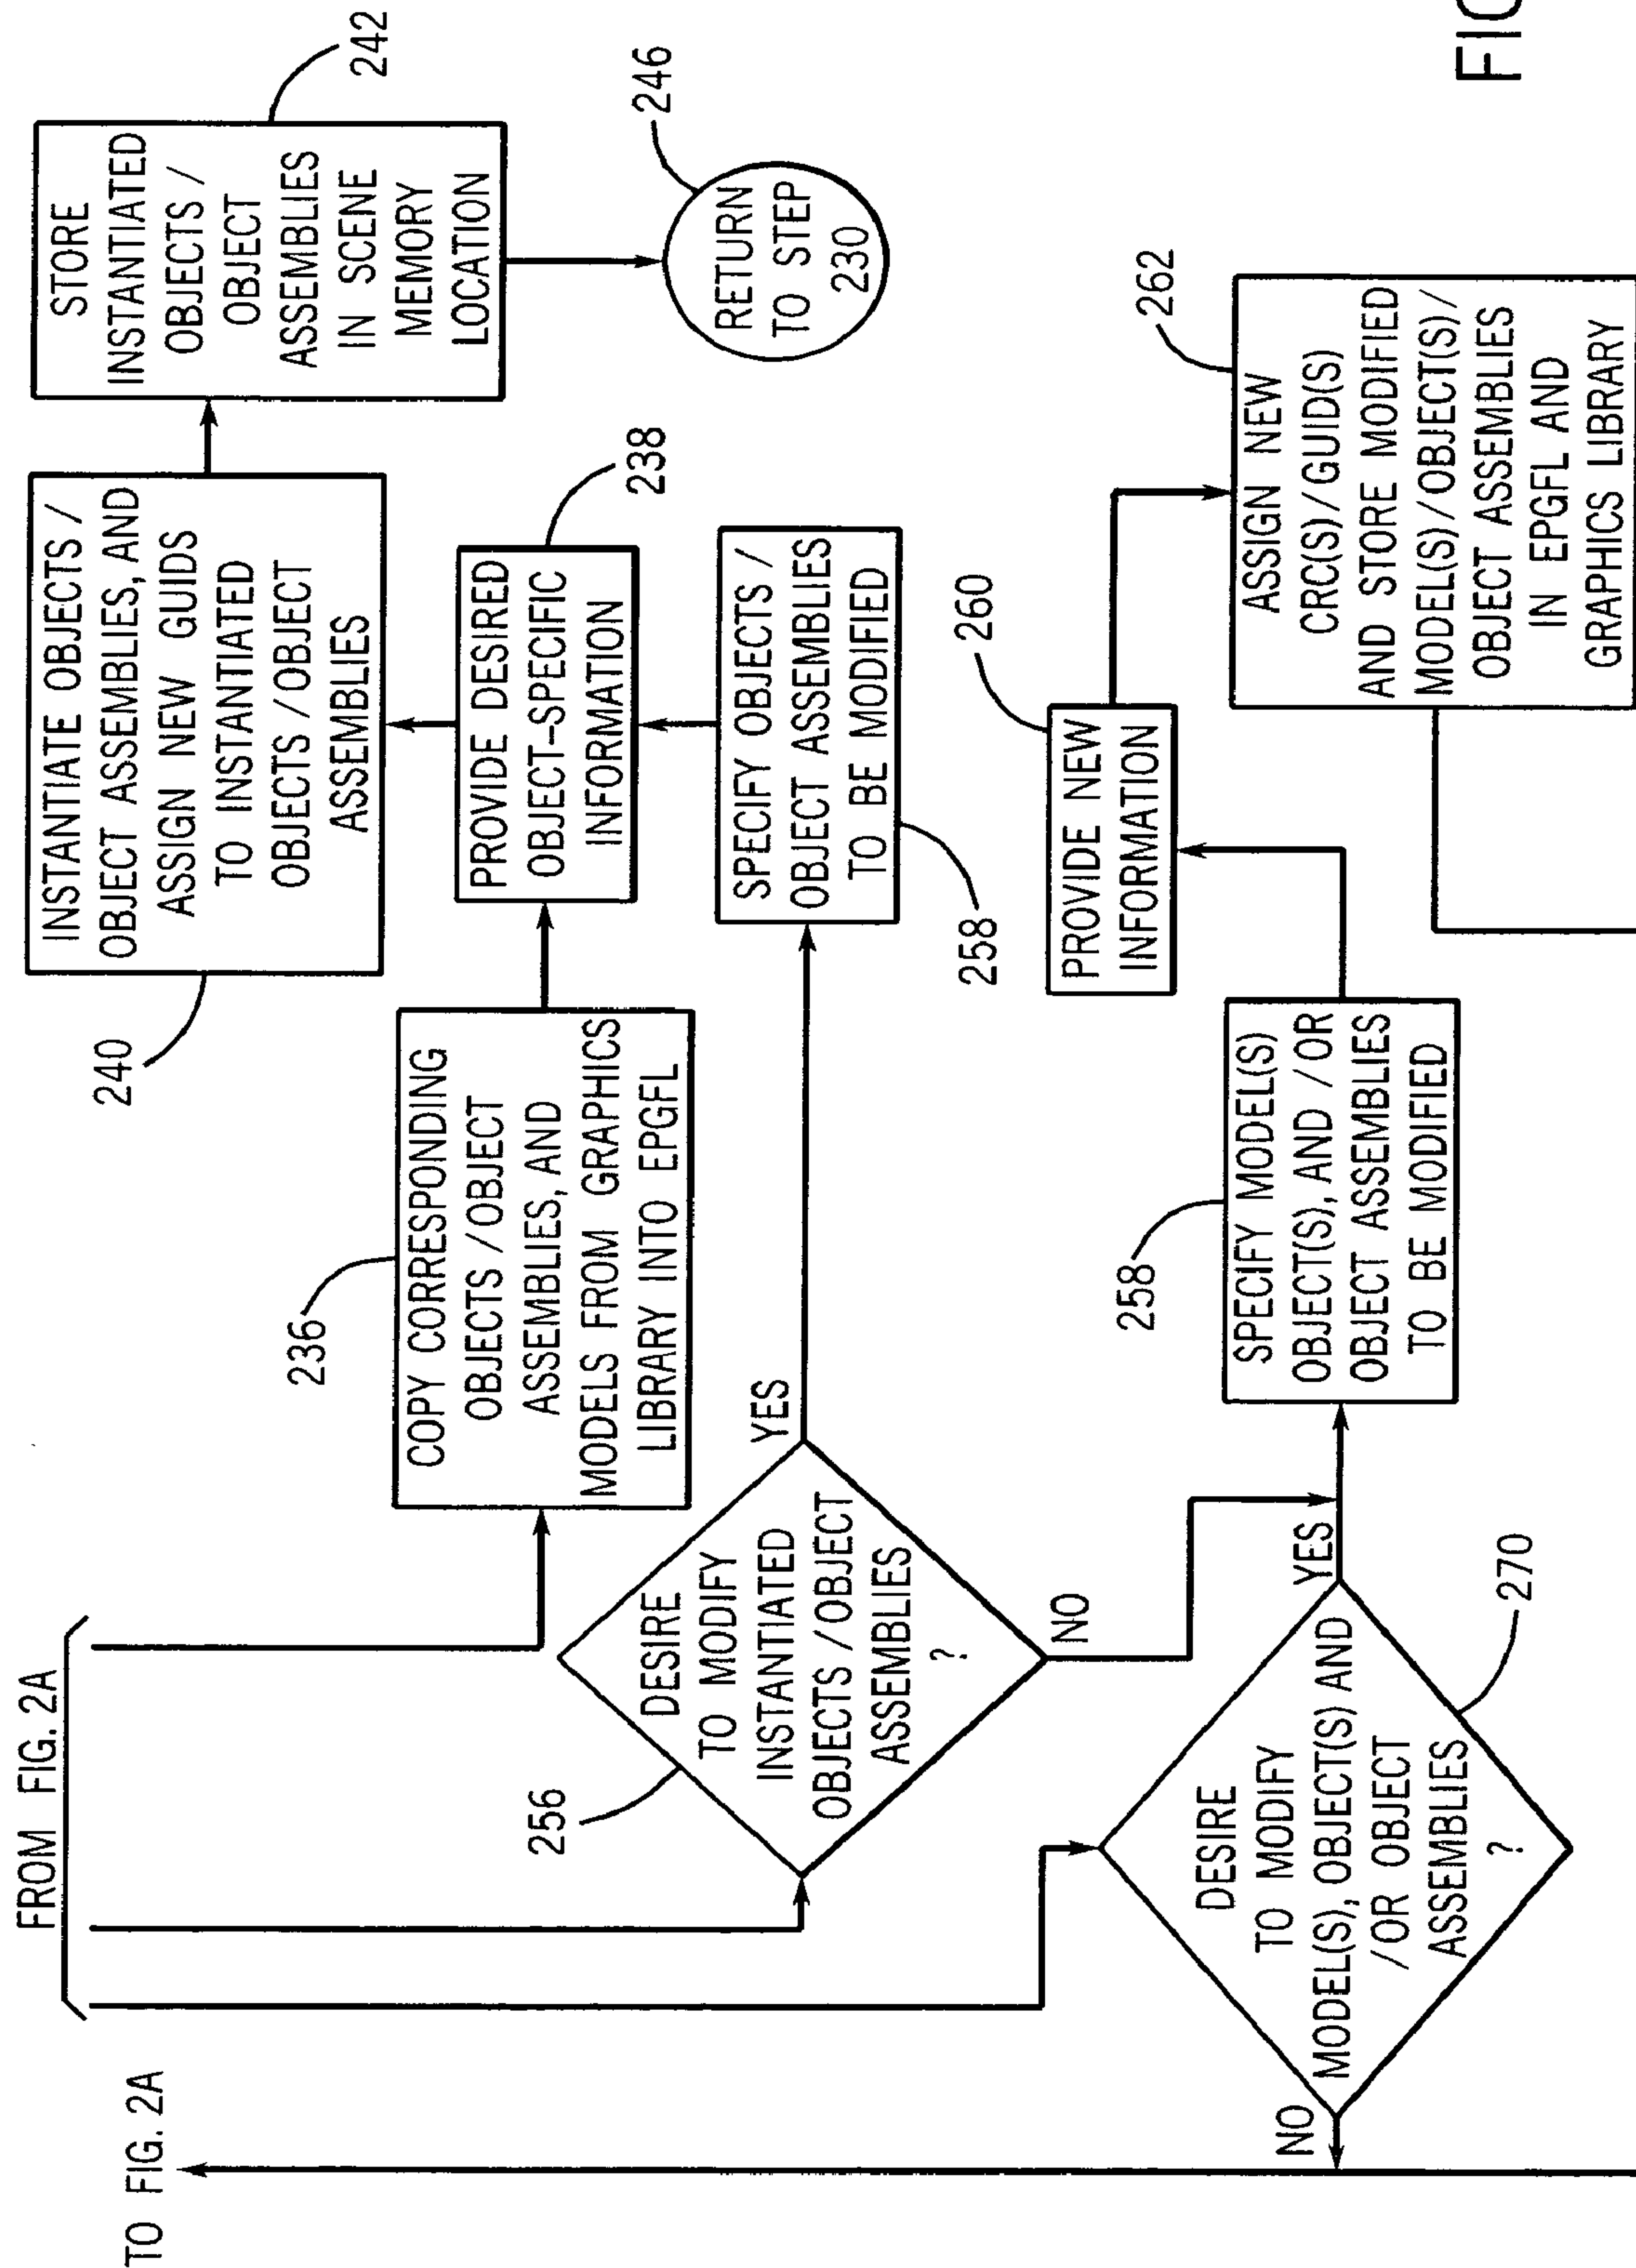 FROM FIG. 2A
TO FIG. 2A
COPY CORRESPONDING
OBJECTS / OBJECT
ASSEMBLIES, AND
MODELS FROM GRAPHICS
LIBRARY INTO EPGFL
236
INSTANTIATE OBJECTS /
OBJECT ASSEMBLIES, AND
ASSIGN NEW GUIDS
TO INSTANTIATED
OBJECTS / OBJECT
ASSEMBLIES
240
STORE
INSTANTIATED
OBJECTS /
OBJECT
ASSEMBLIES
IN SCENE
MEMORY
LOCATION
242
PROVIDE DESIRED
OBJECT-SPECIFIC
INFORMATION
238
RETURN
TO STEP
230
246
DESIRE
TO MODIFY
INSTANTIATED
OBJECTS / OBJECT
ASSEMBLIES
?
256
YES
NO
SPECIFY OBJECTS /
OBJECT ASSEMBLIES
TO BE MODIFIED
258
DESIRE
TO MODIFY
MODEL(S), OBJECT(S) AND
/ OR OBJECT
ASSEMBLIES
?
270
NO
YES
SPECIFY MODEL(S)
OBJECT(S), AND / OR
OBJECT ASSEMBLIES
TO BE MODIFIED
258
PROVIDE NEW
INFORMATION
260
ASSIGN NEW
CRC(S)/GUID(S)
AND STORE MODIFIED
MODEL(S)/OBJECT(S)/
OBJECT ASSEMBLIES
IN EPGFL AND
GRAPHICS LIBRARY
262